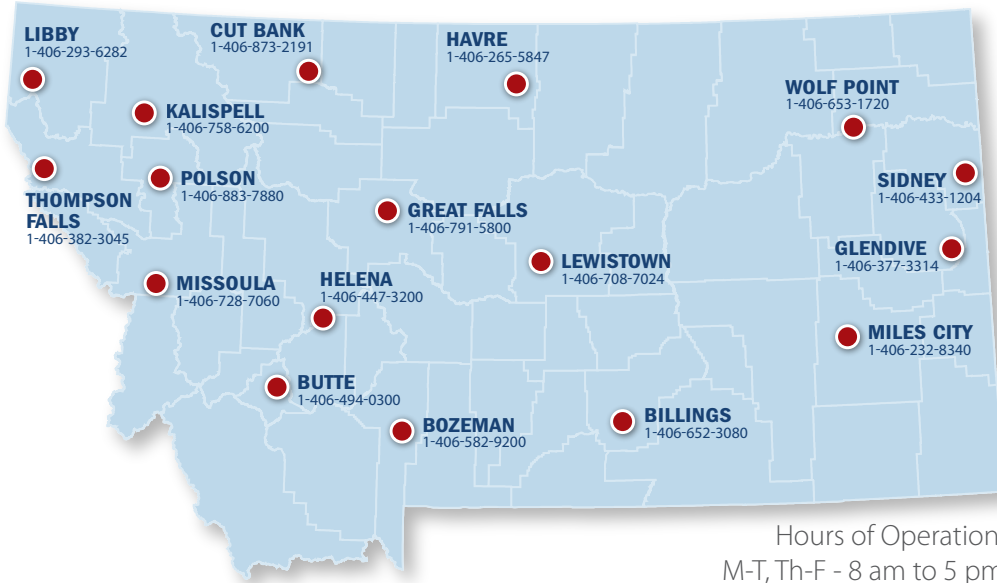 LIBBY
1-406-293-6282
CUT BANK
1-406-873-2191
HAVRE
1-406-265-5847
WOLF POINT
1-406-653-1720
KALISPELL
1-406-758-6200
POLSON
1-406-883-7880
SIDNEY
1-406-433-1204
THOMPSON
FALLS
1-406-382-3045
GREAT FALLS
1-406-791-5800
GLENDIVE
1-406-377-3314
LEWISTOWN
1-406-708-7024
MISSOULA
1-406-728-7060
HELENA
1-406-447-3200
MILES CITY
1-406-232-8340
BUTTE
1-406-494-0300
BOZEMAN
1-406-582-9200
BILLINGS
1-406-652-3080
Hours of Operation
M-T, Th-F - 8 am to 5 pm